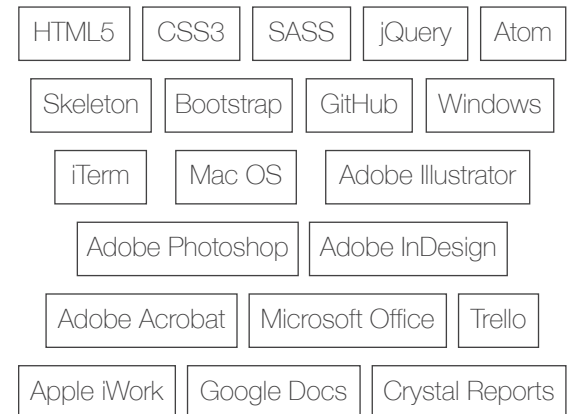 HTML5 CSS3 SASS jQuery Atom
Skeleton Bootstrap GitHub Windows
iTerm Mac OS Adobe Illustrator
Adobe Photoshop Adobe InDesign
Adobe Acrobat Microsoft Office Trello
Apple iWork Google Docs Crystal Reports